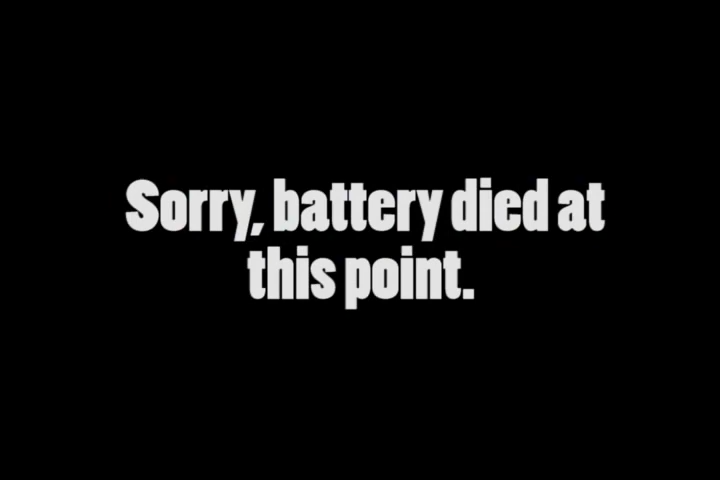 Sorry, battery died at
this point.